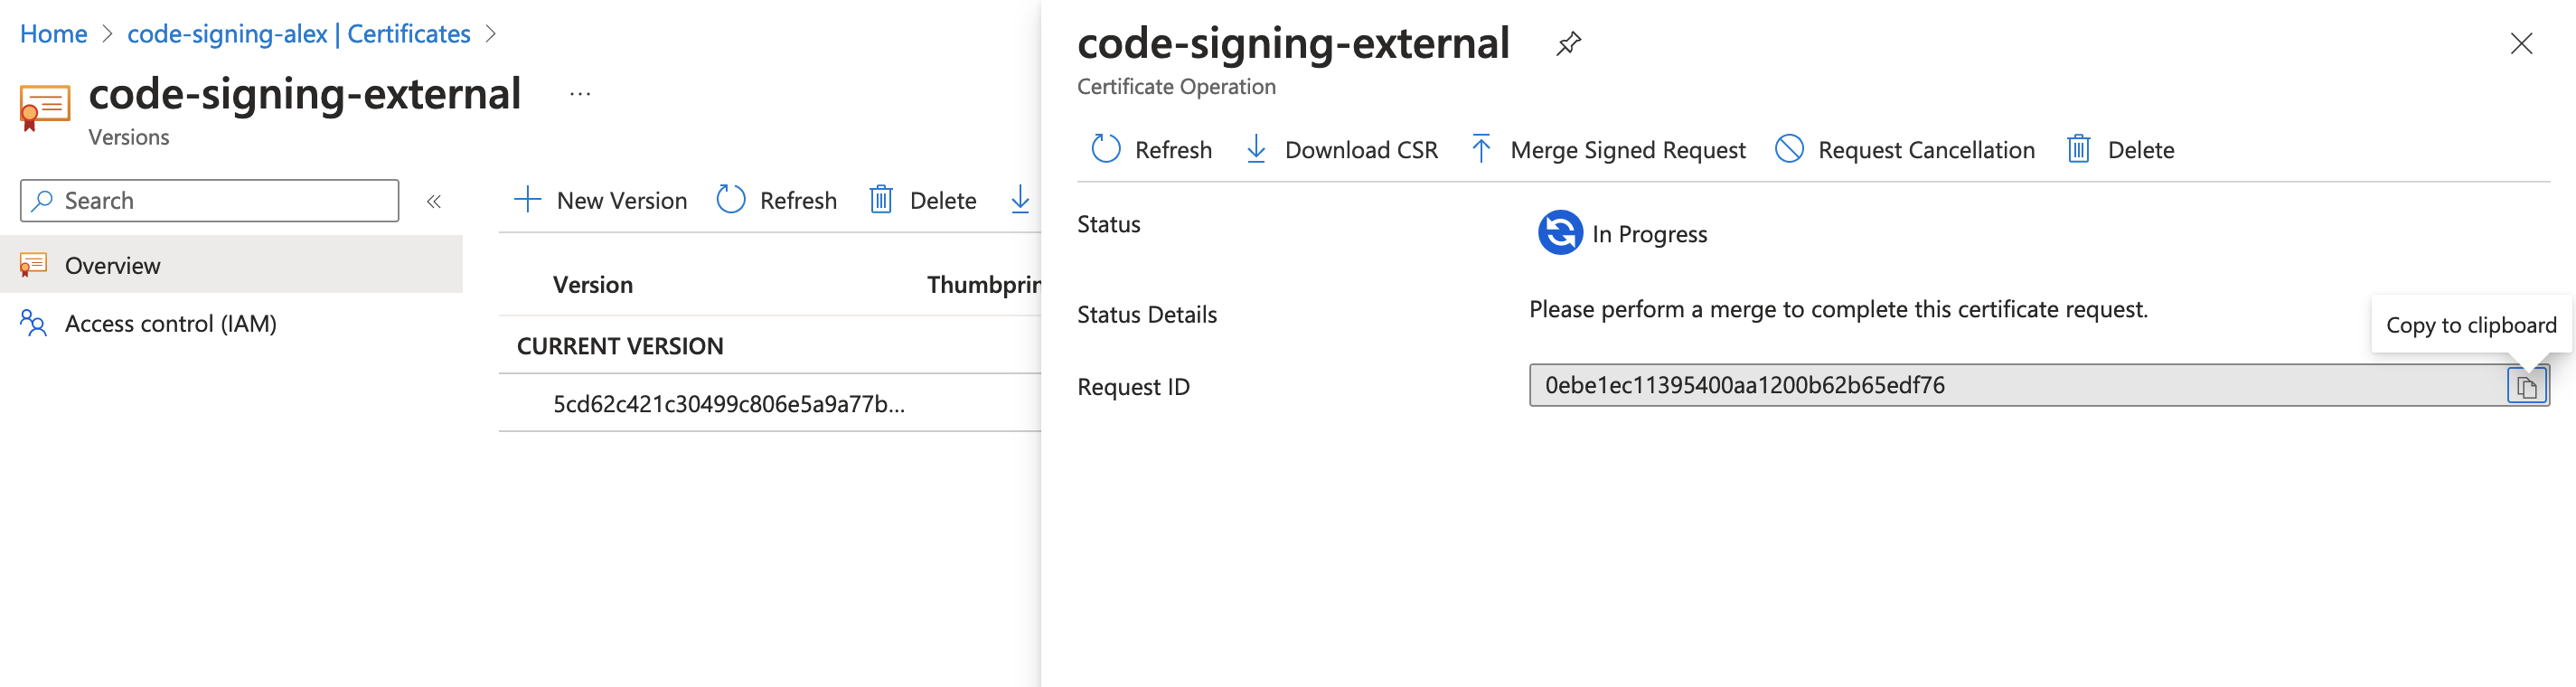 Home > code-signing-alex | Certificates >
code-signing-external ...
Versions
Search «
Overview
Access control (IAM)
New Version Refresh Delete
Version Thumbprin
CURRENT VERSION
5cd62c421c30499c806e5a9a77b...
code-signing-external
Certificate Operation
Refresh Download CSR Merge Signed Request Request Cancellation Delete
Status In Progress
Status Details Please perform a merge to complete this certificate request.
Copy to clipboard
Request ID 0ebe1ec11395400aa1200b62b65edf76